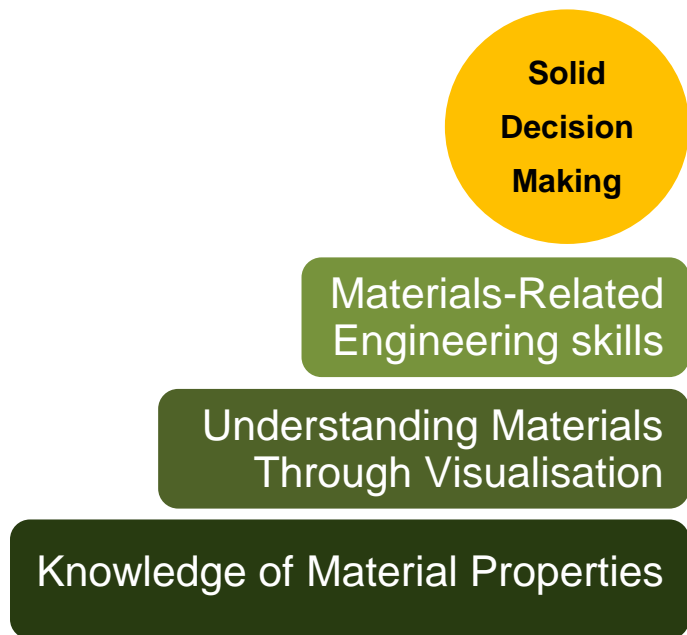 Solid
Decision
Making
Materials-Related
Engineering skills
Understanding Materials
Through Visualisation
Knowledge of Material Properties